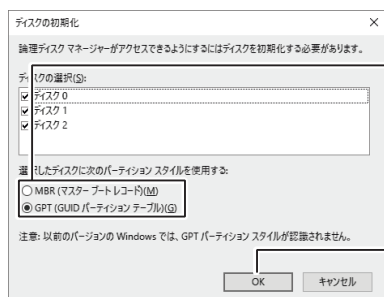 ディスクの初期化
論理ディスク マネージャーがアクセスできるようにするにはディスクを初期化する必要があります。
ディスクの選択(S):
ディスク 0
ディスク 1
ディスク 2
選択したディスクに次のパーティション スタイルを使用する:
MBR (マスター ブート レコード)(M)
GPT (GUID パーティション テーブル)(G)
注意: 以前のバージョンの Windows では、GPT パーティション スタイルが認識されません。
OK キャンセル